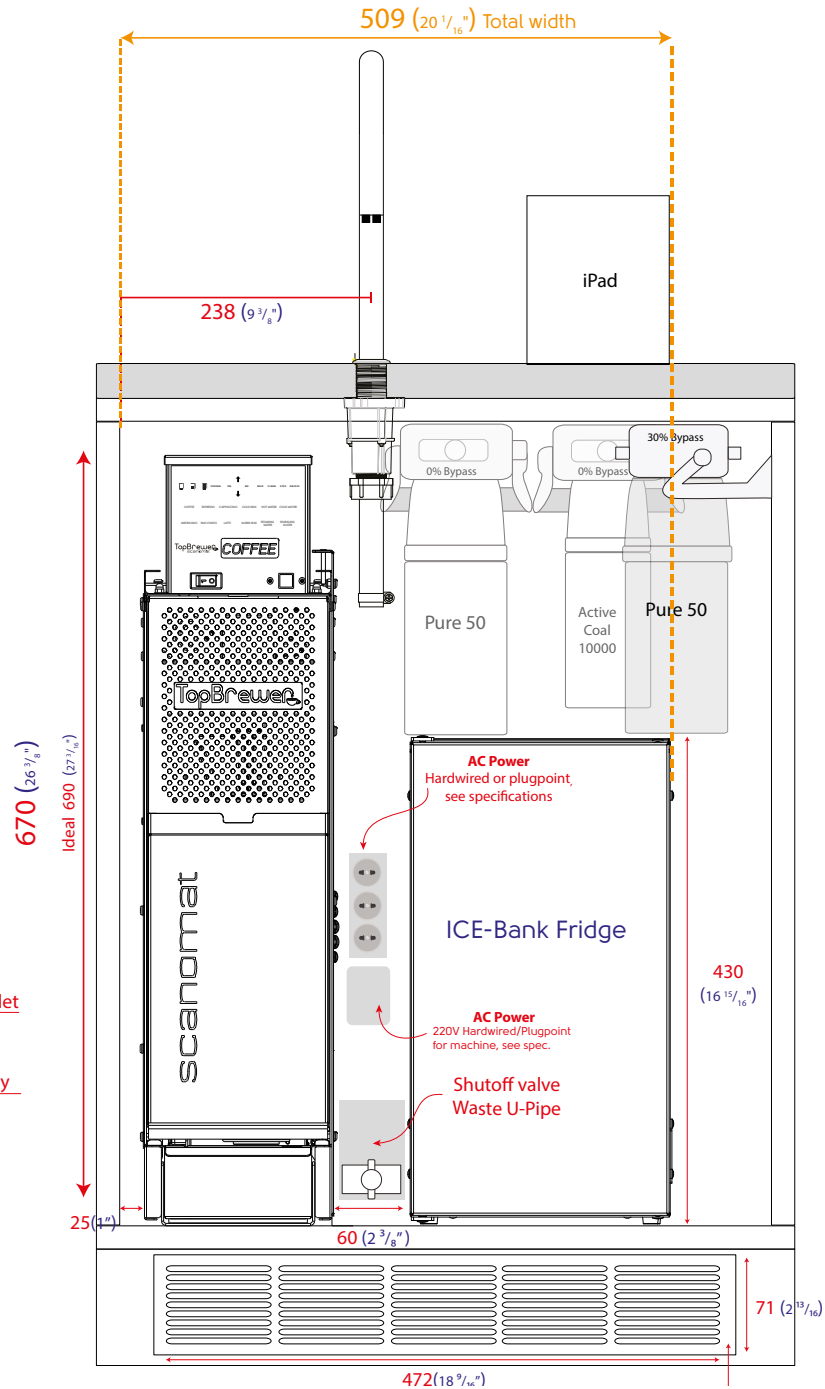 509 (20 1/16") Total width
iPad
238 (9 3/8")
30% Bypass
0% Bypass
0% Bypass
TopBrewer
COFFEE
Pure 50
Active
Coal
10000
Pure 50
TopBrewer
670 (26 3/8")
Ideal 690 (27 3/16")
AC Power
Hardwired or plugpoint,
see specifications
scanomat
ICE-Bank Fridge
430
(16 15/16")
let
AC Power
220V Hardwired/Plugpoint
for machine, see spec.
y
Shutoff valve
Waste U-Pipe
25(1")
60 (2 3/8")
71 (2 13/16)
472(18 9/16")